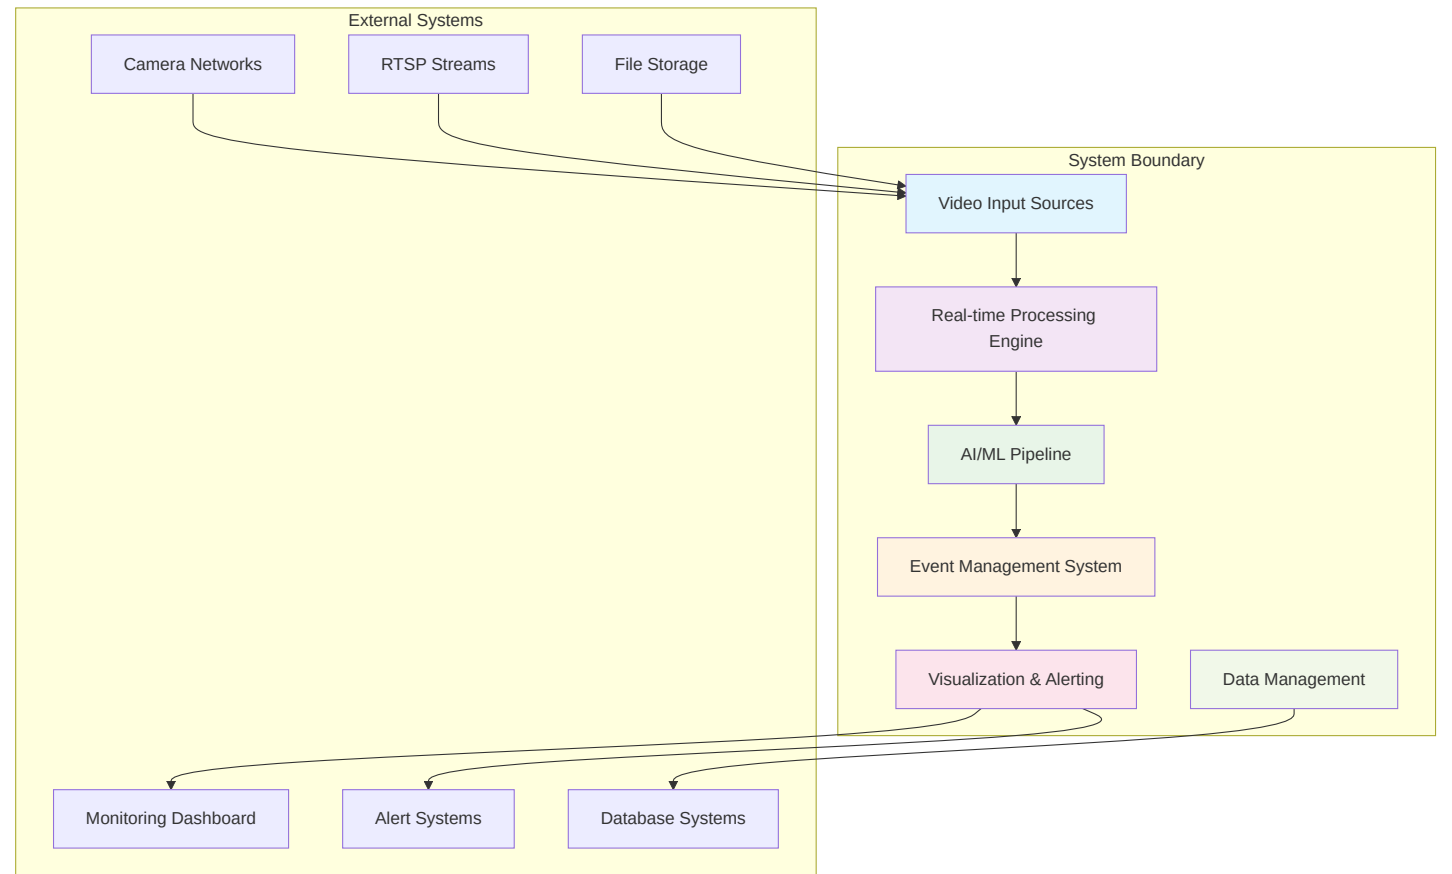 External Systems
Camera Networks
RTSP Streams
File Storage
System Boundary
Video Input Sources
Real-time Processing
Engine
AI/ML Pipeline
Event Management System
Visualization & Alerting
Data Management
Monitoring Dashboard
Alert Systems
Database Systems